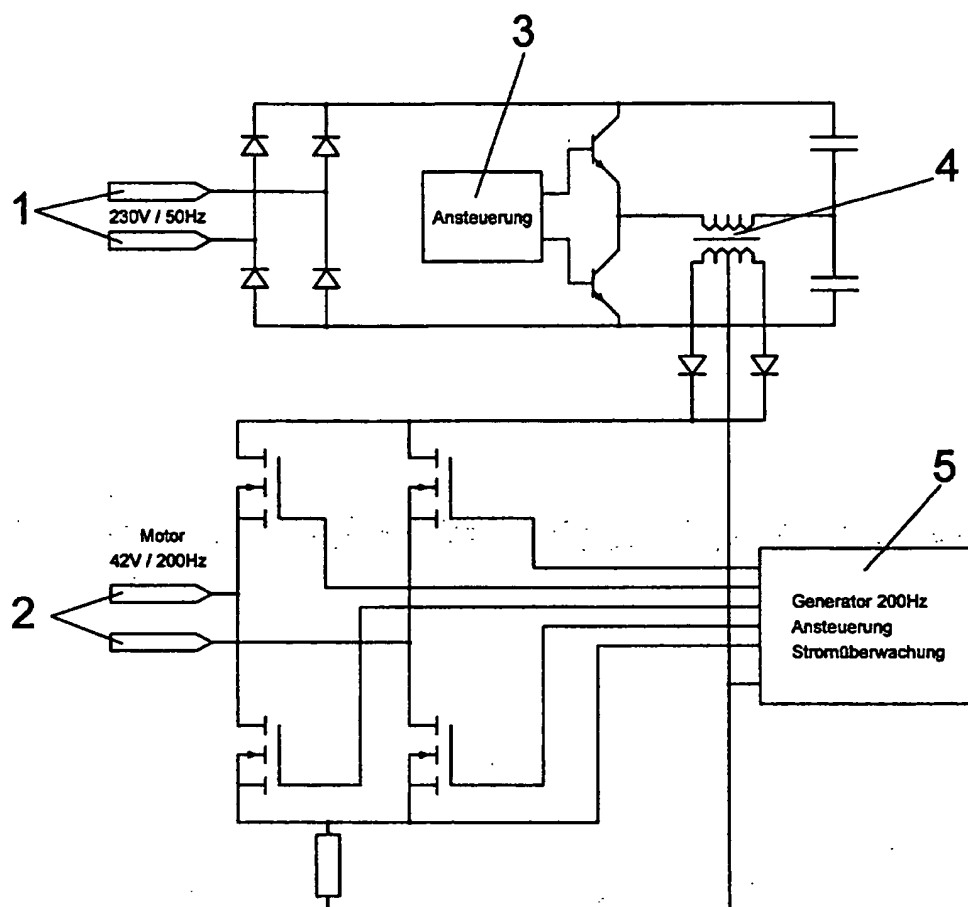 3
4
1
230V / 50Hz
Ansteuerung
5
Motor
42V / 200Hz
2
Generator 200Hz
Ansteuerung
Stromüberwachung